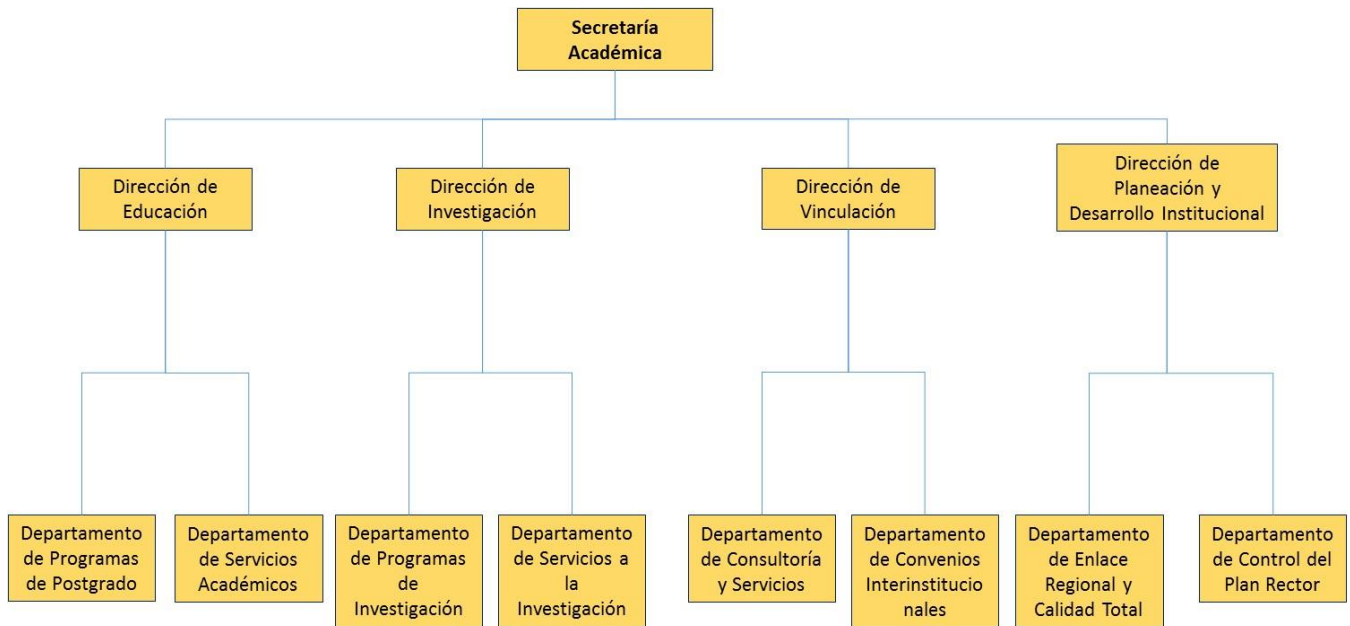 Secretaría
Académica
Dirección de
Educación
Dirección de
Investigación
Dirección de
Vinculación
Dirección de
Planeación y
Desarrollo Institucional
Departamento
de Programas
de Postgrado
Departamento
de Servicios
Académicos
Departamento
de Programas
de
Investigación
Departamento
de Servicios a
la
Investigación
Departamento
de Consultoría
y Servicios
Departamento
de Convenios
Interinstitucio
nales
Departamento
de Enlace
Regional y
Calidad Total
Departamento
de Control del
Plan Rector